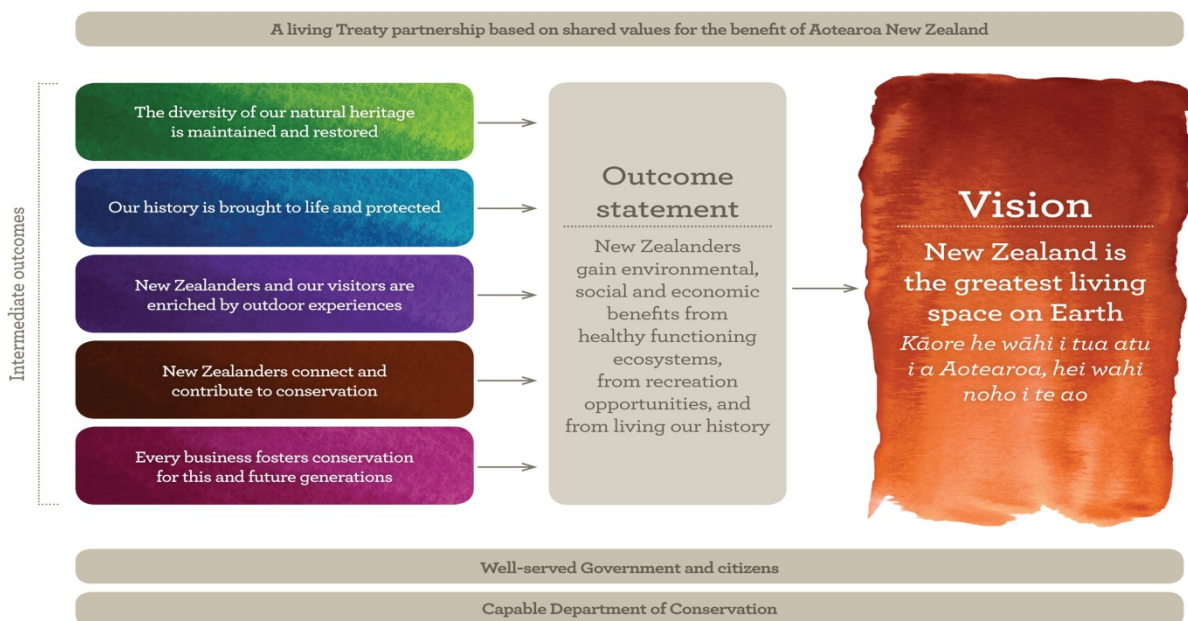 A living Treaty partnership based on shared values for the benefit of Aotearoa New Zealand
Intermediate outcomes
The diversity of our natural heritage
is maintained and restored
Our history is brought to life and protected
New Zealanders and our visitors are
enriched by outdoor experiences
New Zealanders connect and
contribute to conservation
Every business fosters conservation
for this and future generations
Outcome
statement
New Zealanders
gain environmental,
social and economic
benefits from
healthy functioning
ecosystems,
from recreation
opportunities, and
from living our history
Vision
New Zealand is
the greatest living
space on Earth
Kāore he wāhi i tua atu
i a Aotearoa, hei wahi
noho i te ao
Well-served Government and citizens
Capable Department of Conservation